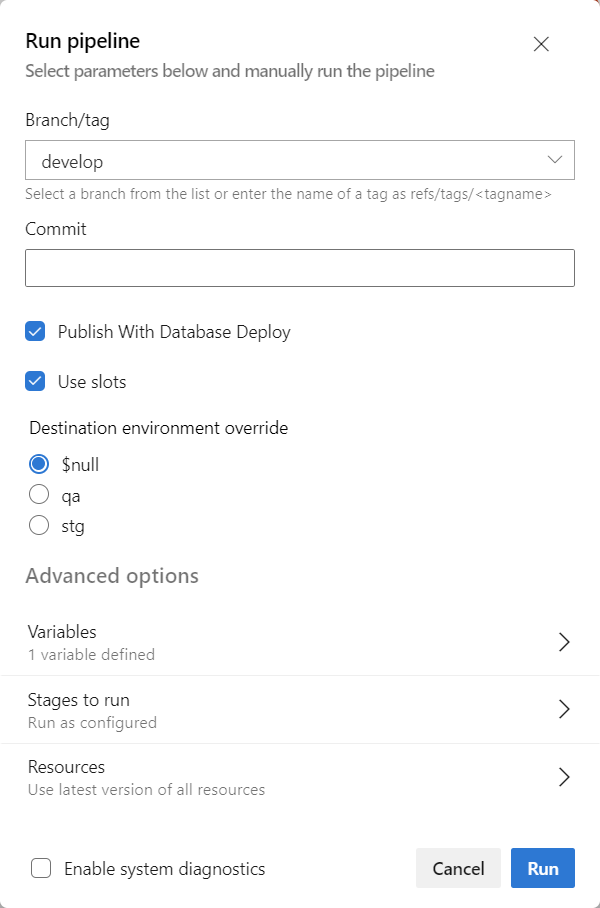 Run pipeline
Select parameters below and manually run the pipeline
Branch/tag
develop
Select a branch from the list or enter the name of a tag as refs/tags/<tagname>
Commit
Publish With Database Deploy
Use slots
Destination environment override
$null
qa
stg
Advanced options
Variables
1 variable defined
Stages to run
Run as configured
Resources
Use latest version of all resources
Enable system diagnostics
Cancel
Run